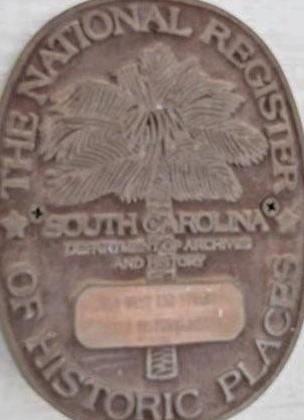 THE NATIONAL REGISTER
SOUTH CAROLINA
DEPARTMENT OF ARCHIVES
AND HISTORY
OF HISTORIC PLACES